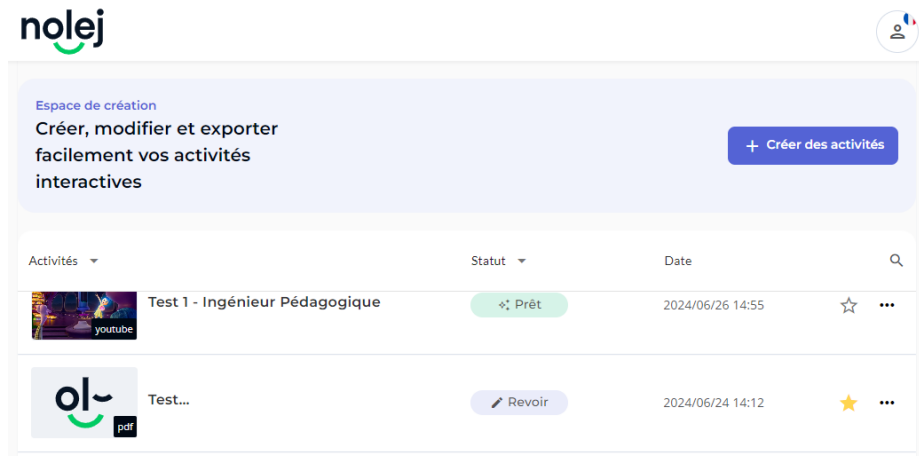 nolej
Espace de création
Créer, modifier et exporter
facilement vos activités
interactives
+ Créer des activités
Activités
Statut
Date
youtube
Test 1 - Ingénieur Pédagogique
Prêt
2024/06/26 14:55
ol
pdf
Test...
Revoir
2024/06/24 14:12